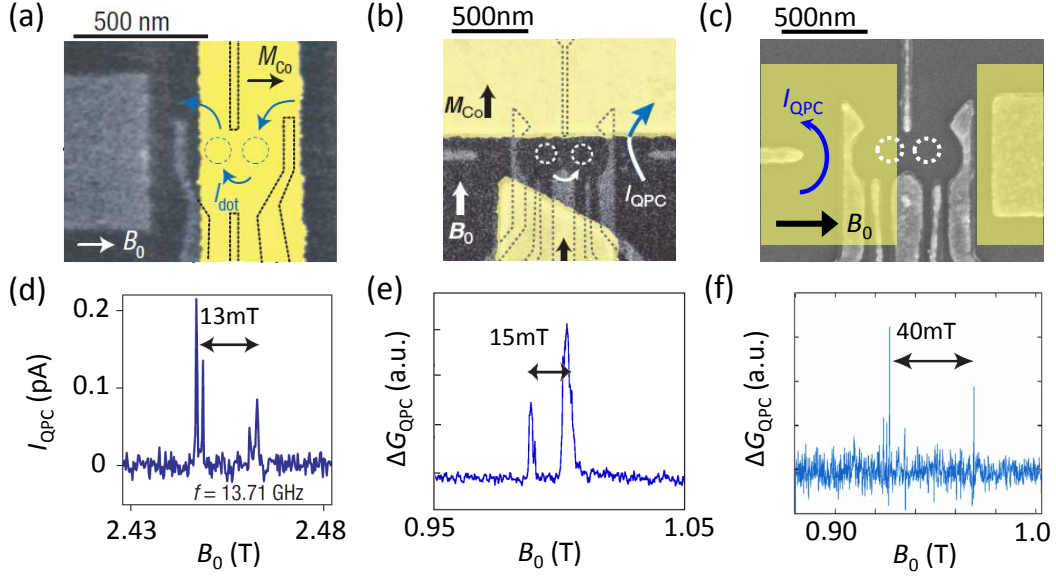 (a)
500 nm
M_Co
I_dot
B_0
(b)
500nm
M_Co
I_QPC
B_0
(c)
500nm
I_QPC
B_0
(d)
13mT
0.2
0.1
0
I_QPC (pA)
f = 13.71 GHz
2.43
2.48
B_0 (T)
(e)
15mT
ΔG_QPC (a.u.)
0.95
1.05
B_0 (T)
(f)
40mT
ΔG_QPC (a.u.)
0.90
1.0
B_0 (T)